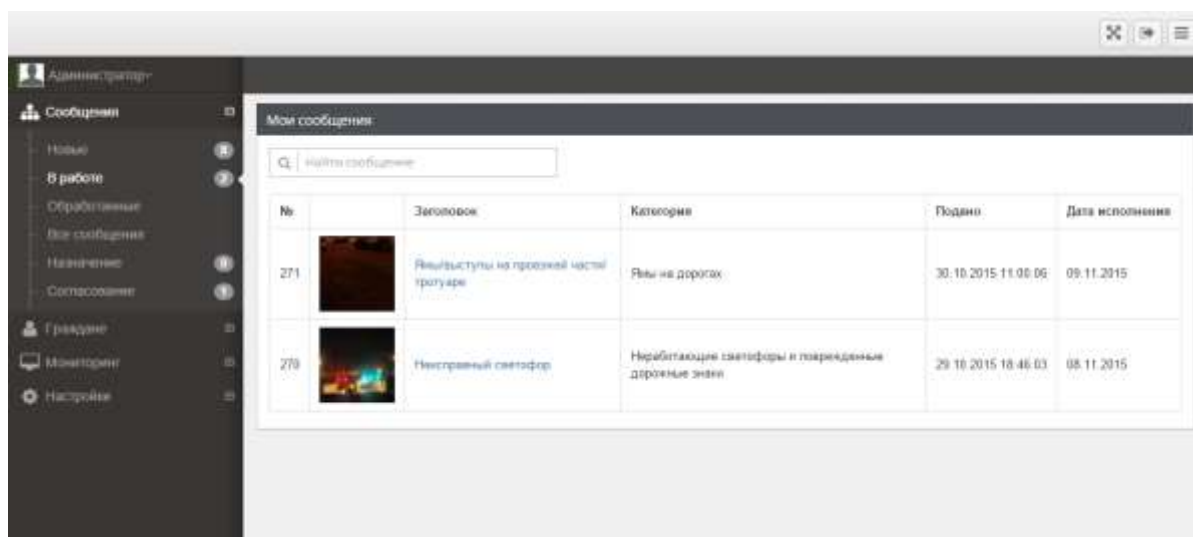 Администратор
Сообщения
Новые
В работе 2
Обработанные
Все сообщения
Назначение
Согласование 1
Граждане
Мониторинг
Настройки
Мои сообщения
Найти сообщение
№ Заголовок Категория Подано Дата исполнения
271 Ямы/выступы на проезжей части/ Ямы на дорогах 30.10.2015 11:00:06 09.11.2015
тротуаре
270 Неисправный светофор Неработающие светофоры и поврежденные 29.10.2015 18:46:03 08.11.2015
дорожные знаки